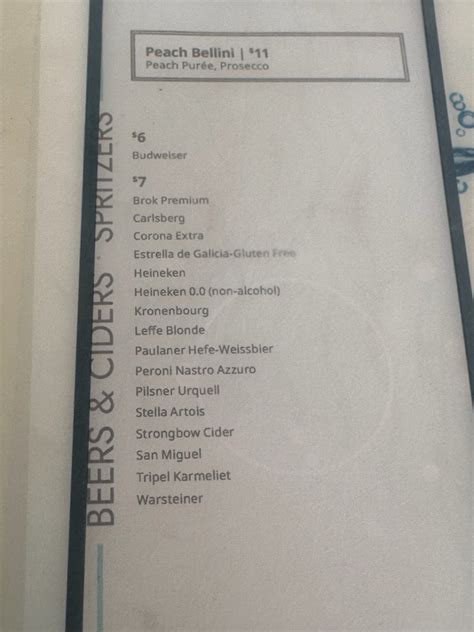 Peach Bellini | $11
Peach Purée, Prosecco
BEERS & CIDERS · SPRITZERS
$6
Budweiser
$7
Brok Premium
Carlsberg
Corona Extra
Estrella de Galicia-Gluten Free
Heineken
Heineken 0.0 (non-alcohol)
Kronenbourg
Leffe Blonde
Paulaner Hefe-Weissbier
Peroni Nastro Azzuro
Pilsner Urquell
Stella Artois
Strongbow Cider
San Miguel
Tripel Karmeliet
Warsteiner